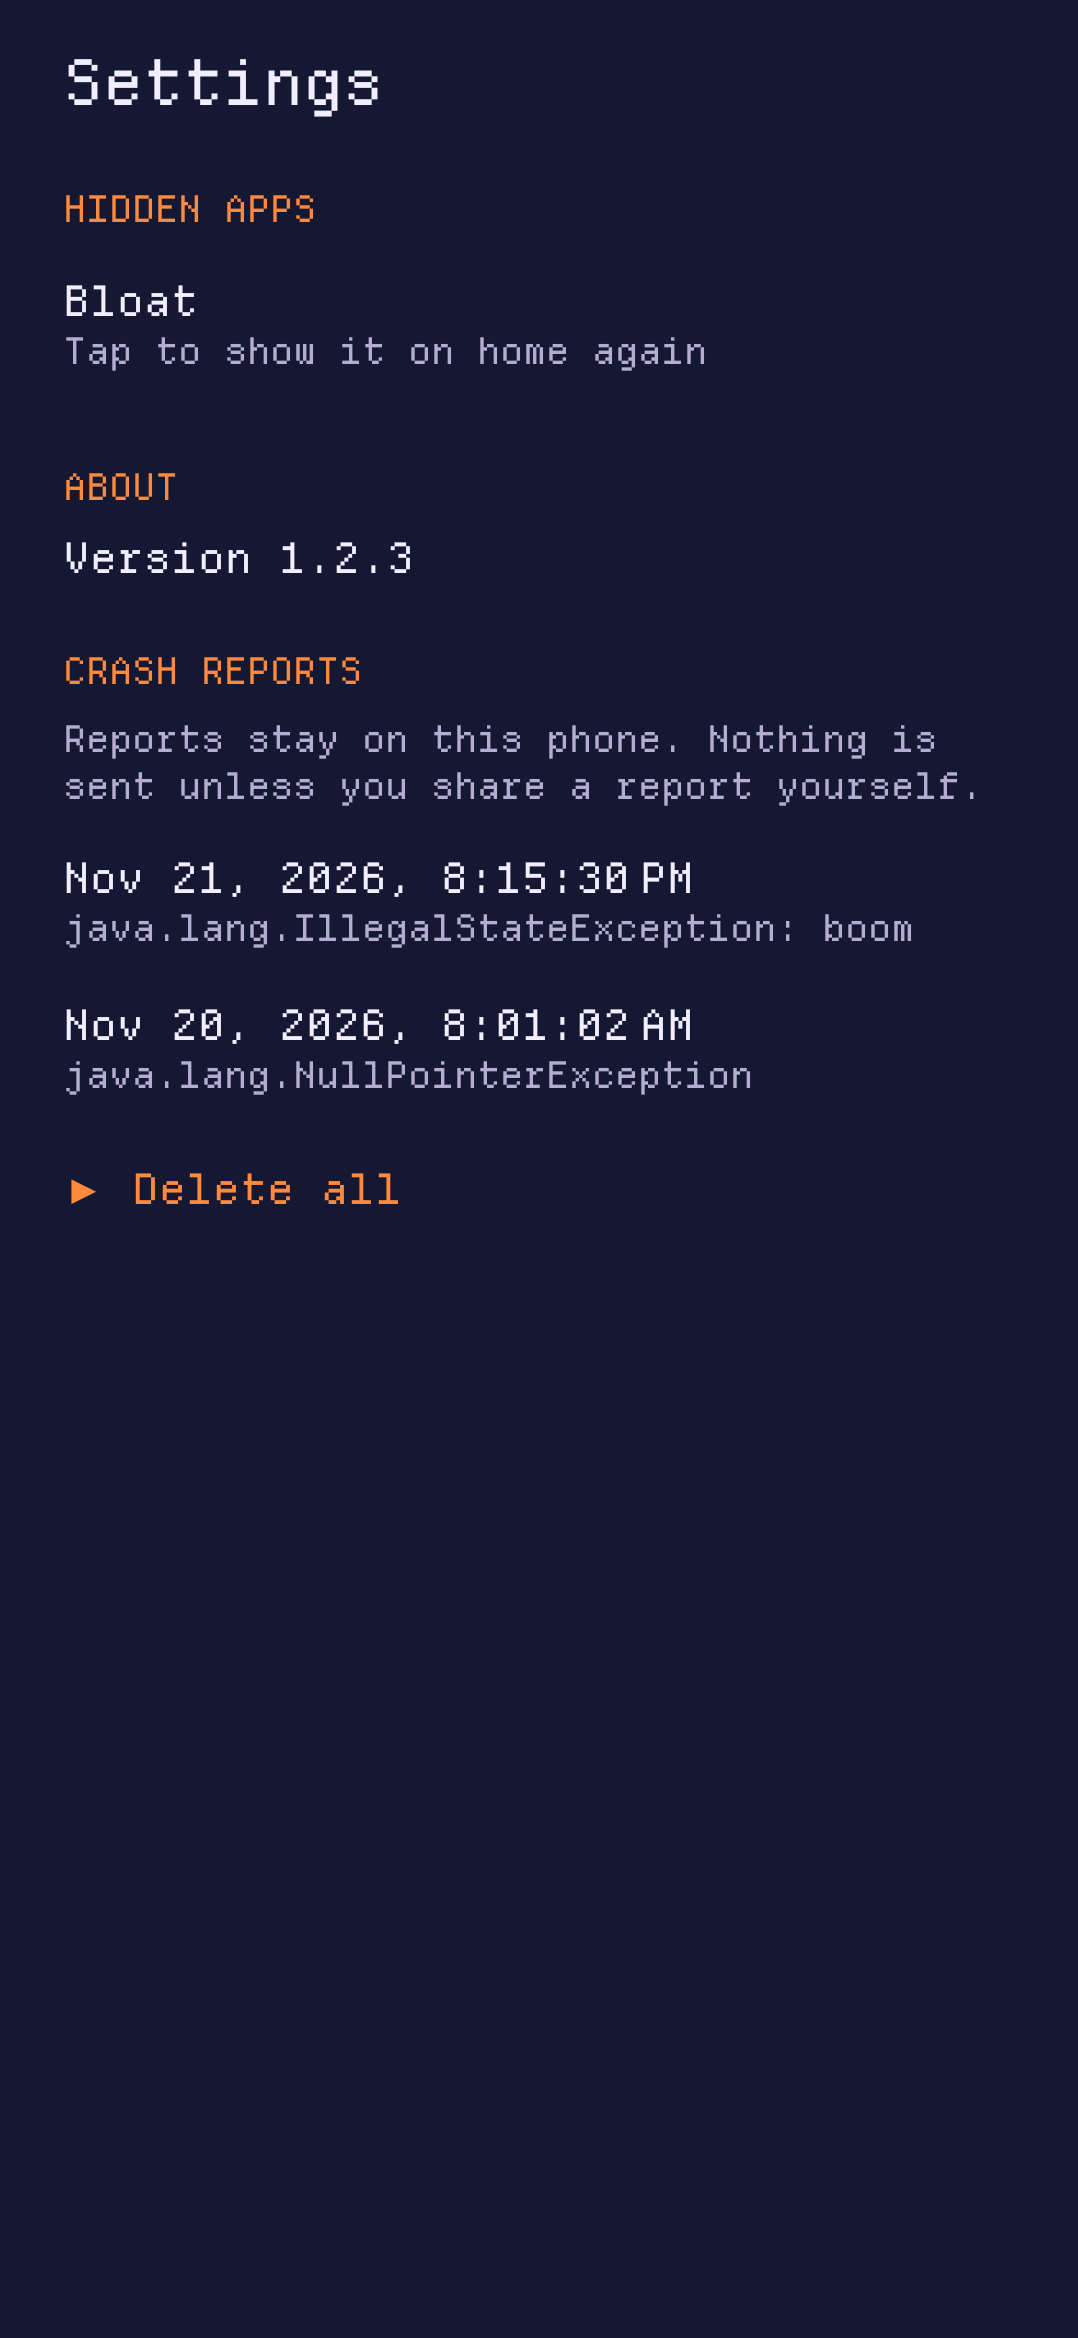 Settings
HIDDEN APPS
Bloat
Tap to show it on home again
ABOUT
Version 1.2.3
CRASH REPORTS
Reports stay on this phone. Nothing is
sent unless you share a report yourself.
Nov 21, 2026, 8:15:30 PM
java.lang.IllegalStateException: boom
Nov 20, 2026, 8:01:02 AM
java.lang.NullPointerException
▶ Delete all